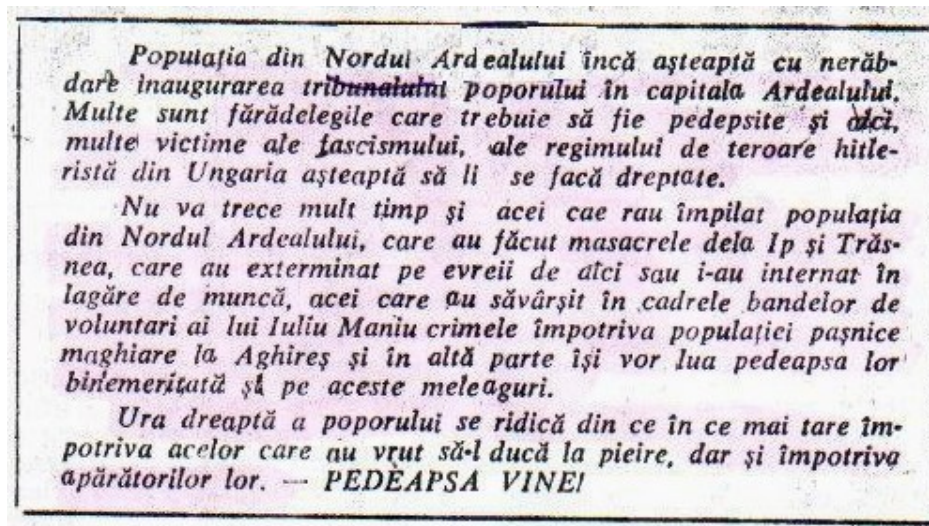 Populația din Nordul Ardealului încă așteaptă cu nerăb-
dare inaugurarea tribunalului poporului în capitala Ardealului.
Multe sunt fărădelegile care trebuie să fie pedepsite și aici,
multe victime ale fascismului, ale regimului de teroare hitle-
ristă din Ungaria așteaptă să li se facă dreptate.
Nu va trece mult timp și acei cae rau împilat populația
din Nordul Ardealului, care au făcut masacrele dela Ip și Trăs-
nea, care au exterminat pe evreii de aici sau i-au internat în
lagăre de muncă, acei care au săvârșit în cadrele bandelor de
voluntari ai lui Iuliu Maniu crimele împotriva populației pașnice
maghiare la Aghireș și în altă parte își vor lua pedeapsa lor
binemeritată și pe aceste meleaguri.
Ura dreaptă a poporului se ridică din ce în ce mai tare îm-
potriva acelor care au vrut să-l ducă la pieire, dar și împotriva
apărătorilor lor. — PEDEAPSA VINE!